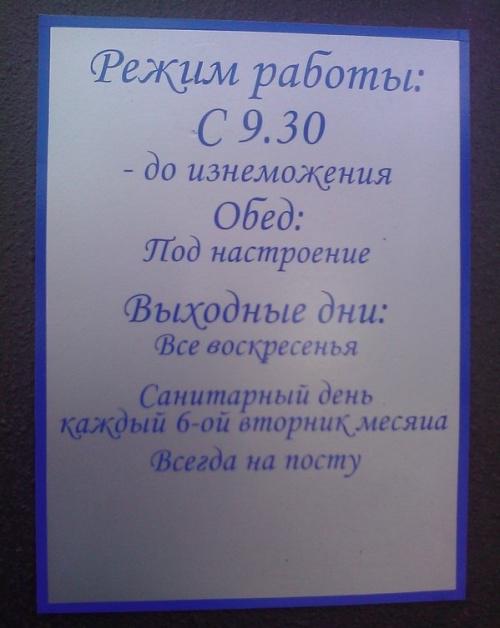 Режим работы:
С 9.30
- до изнеможения
Обед:
Под настроение
Выходные дни:
Все воскресенья
Санитарный день
каждый 6-ой вторник месяца
Всегда на посту